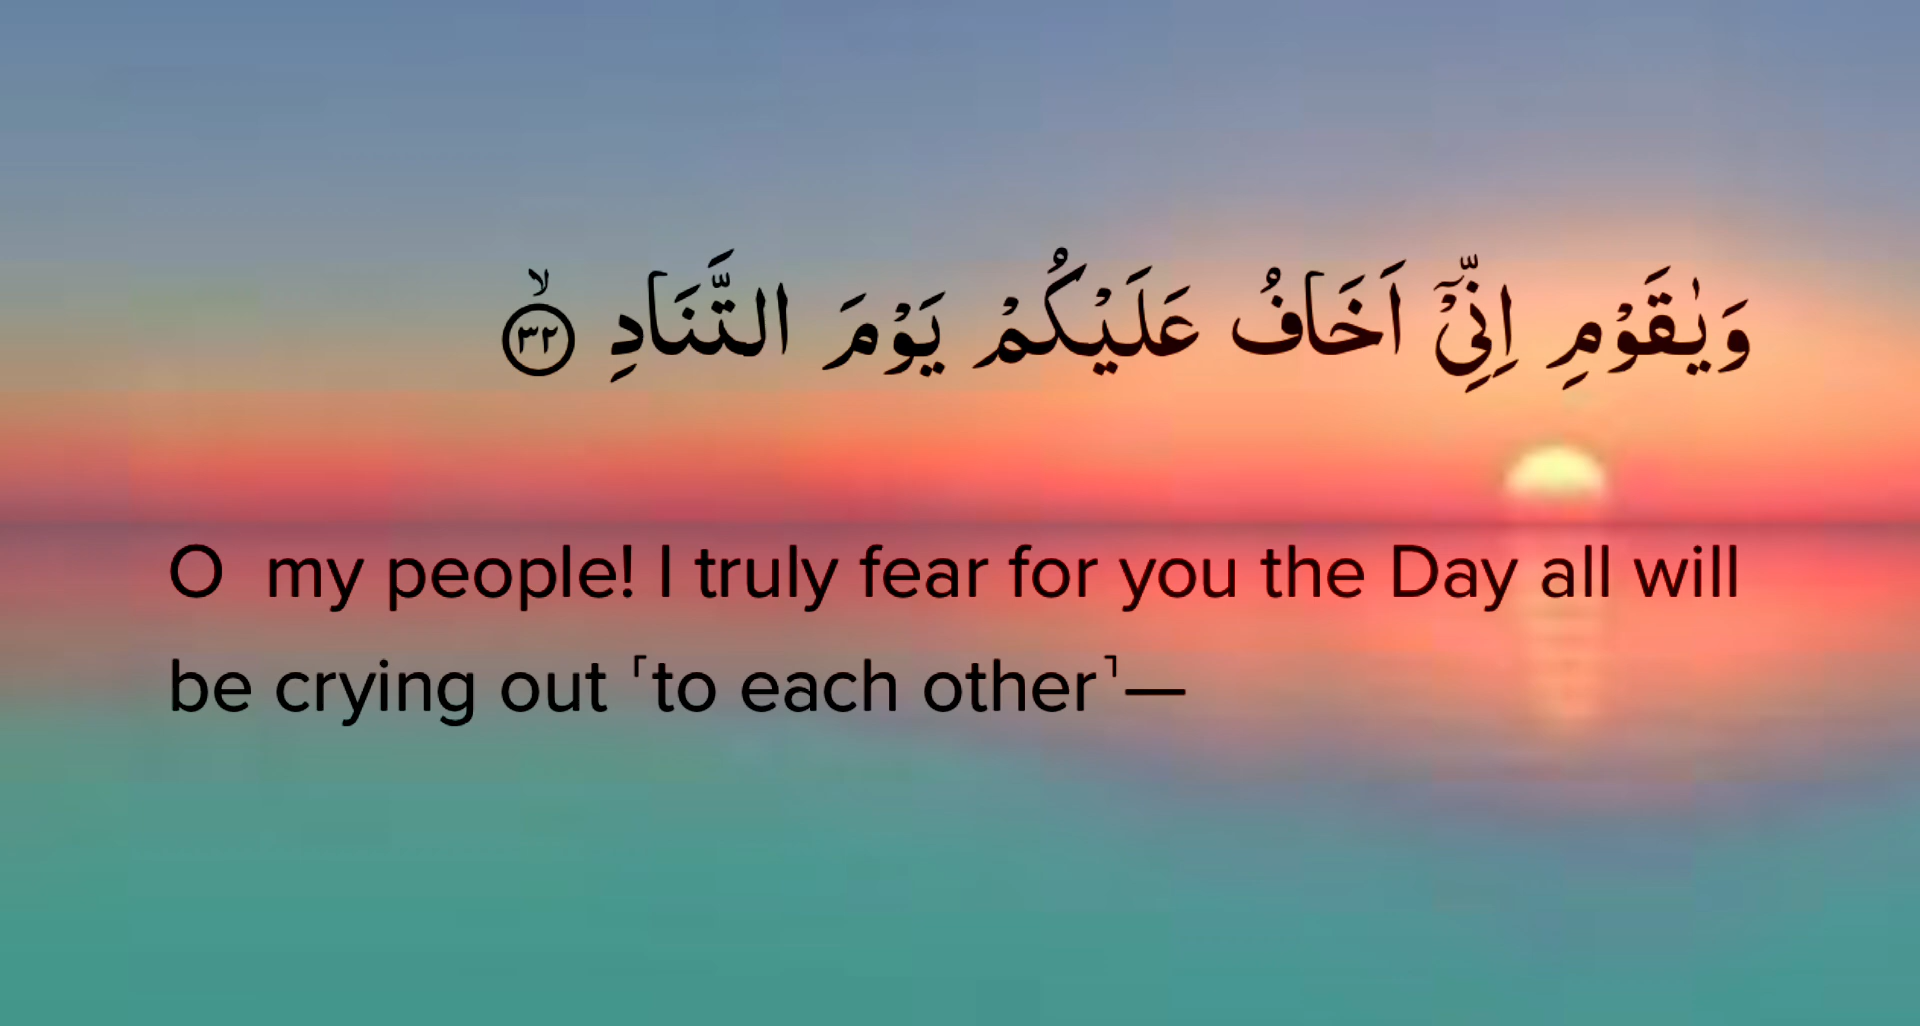 وَيٰقَوْمِ اِنِّيْٓ اَخَافُ عَلَيْكُمْ يَوْمَ التَّنَادِ ۙ ٣٢
O my people! I truly fear for you the Day all will
be crying out ˹to each other˺—